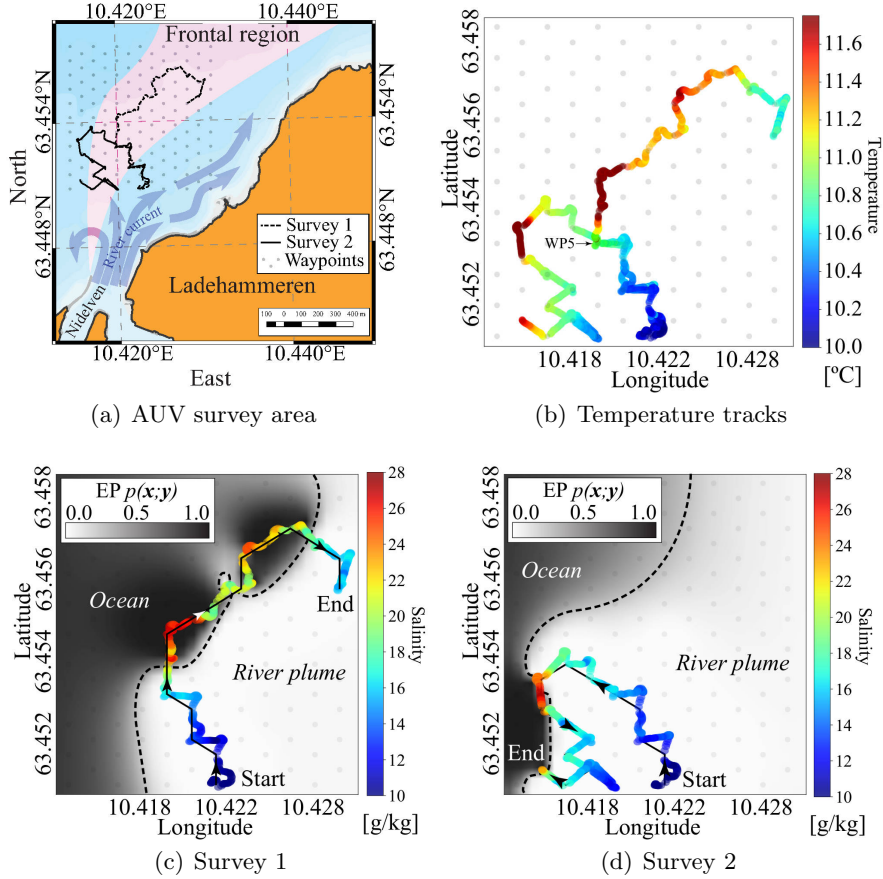 10.420°E
10.440°E
Frontal region
63.454°N
North
63.448°N
River current
Survey 1
Survey 2
Waypoints
Ladehammeren
Nidelven
100 0 100 200 300 400 m
10.420°E
10.440°E
East
(a) AUV survey area
63.458
63.456
63.454
63.452
Latitude
WP5
10.418
10.422
10.428
Longitude
11.6
11.4
11.2
11.0
10.8
10.6
10.4
10.2
10.0
Temperature
[ºC]
(b) Temperature tracks
63.458
63.456
63.454
63.452
Latitude
EP p(x;y)
0.0 0.5 1.0
Ocean
End
River plume
Start
10.418
10.422
10.428
Longitude
28
26
24
22
20
18
16
14
12
10
Salinity
[g/kg]
(c) Survey 1
63.458
63.456
63.454
63.452
Latitude
EP p(x;y)
0.0 0.5 1.0
Ocean
River plume
End
Start
10.418
10.422
10.428
Longitude
28
26
24
22
20
18
16
14
12
10
Salinity
[g/kg]
(d) Survey 2